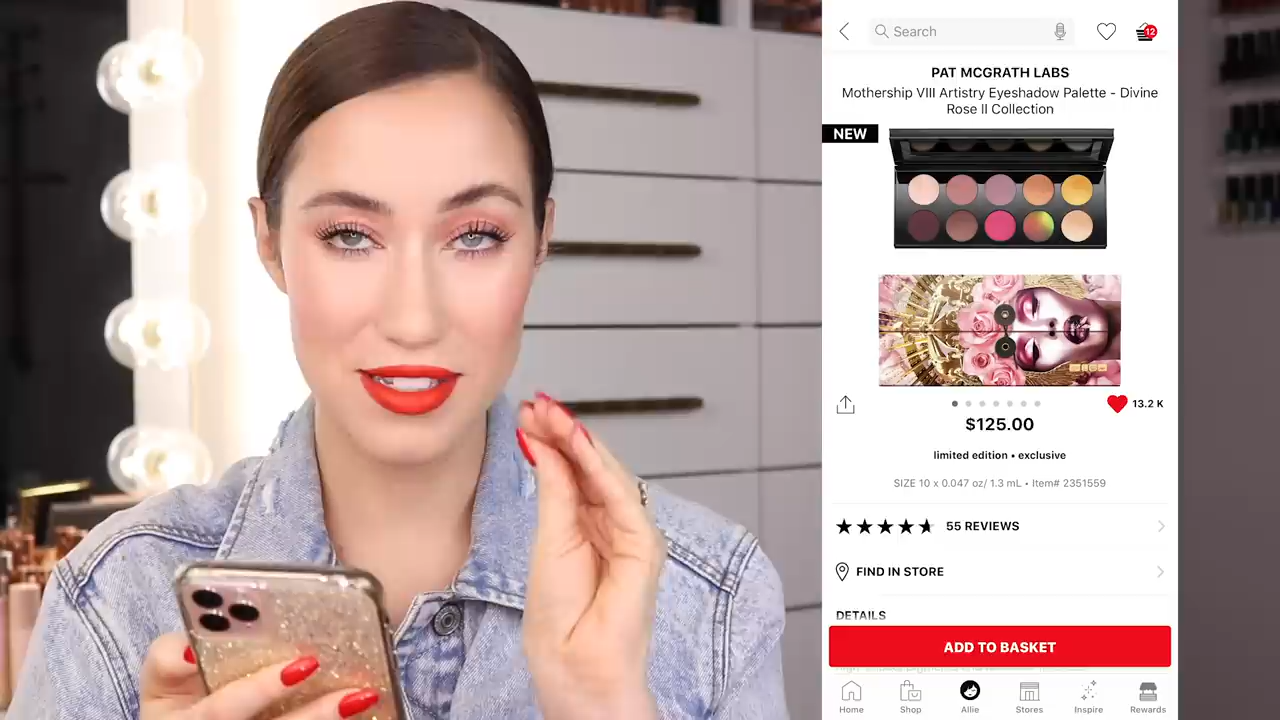 Search
12
PAT MCGRATH LABS
Mothership VIII Artistry Eyeshadow Palette - Divine
Rose II Collection
NEW
13.2 K
$125.00
limited edition • exclusive
SIZE 10 x 0.047 oz/ 1.3 mL • Item# 2351559
55 REVIEWS
FIND IN STORE
DETAILS
ADD TO BASKET
Home
Shop
Allie
Stores
Inspire
Rewards